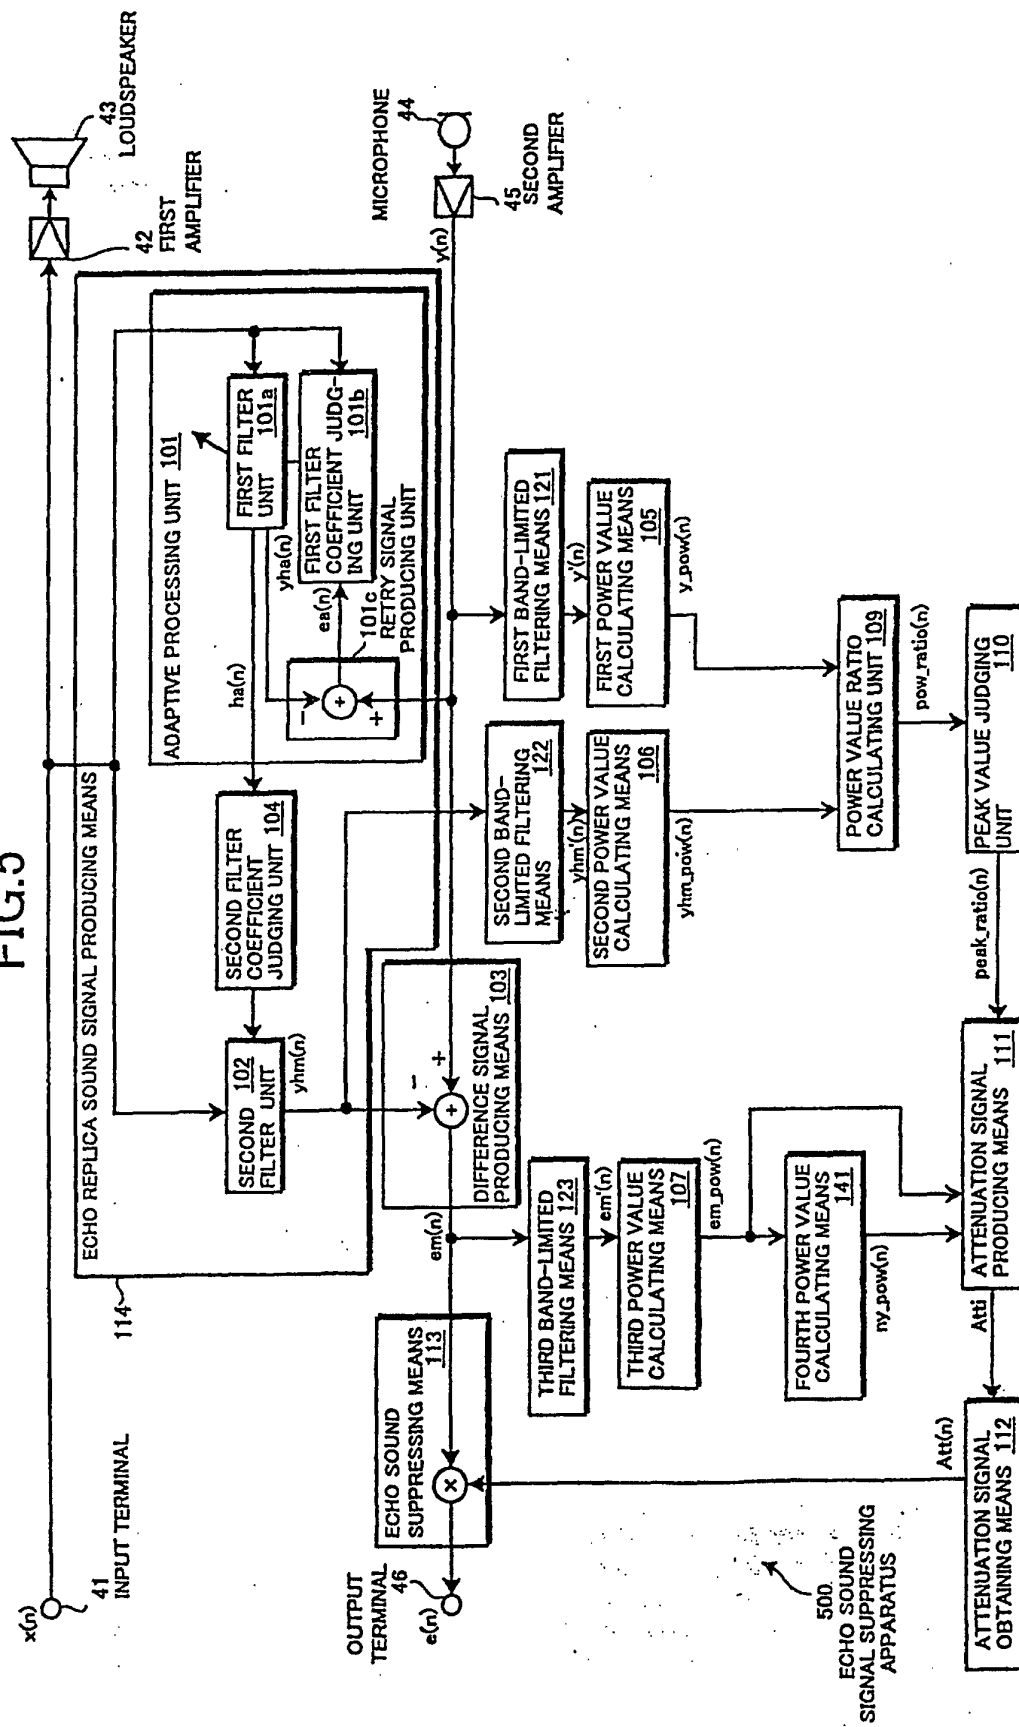 FIG.5
x(n)
41
INPUT TERMINAL
42
FIRST
AMPLIFIER
43
LOUDSPEAKER
114
ECHO REPLICA SOUND SIGNAL PRODUCING MEANS
ADAPTIVE PROCESSING UNIT 101
FIRST FILTER
UNIT 101a
FIRST FILTER
COEFFICIENT JUDG-
ING UNIT 101b
ha(n)
yha(n)
ea(n)
101c
RETRY SIGNAL
PRODUCING UNIT
−
+
+
SECOND FILTER
COEFFICIENT
JUDGING UNIT 104
SECOND 102
FILTER UNIT
yhm(n)
MICROPHONE
44
45
SECOND
AMPLIFIER
y(n)
−
+
+
DIFFERENCE SIGNAL
PRODUCING MEANS 103
em(n)
ECHO SOUND
SUPPRESSING MEANS 113
×
OUTPUT
TERMINAL
46
e(n)
FIRST BAND-LIMITED
FILTERING MEANS 121
y'(n)
FIRST POWER VALUE
CALCULATING MEANS
105
y_pow(n)
SECOND BAND-
LIMITED FILTERING
MEANS 122
yhm'(n)
SECOND POWER VALUE
CALCULATING MEANS
106
yhm_pow(n)
THIRD BAND-LIMITED
FILTERING MEANS 123
em'(n)
THIRD POWER VALUE
CALCULATING MEANS
107
em_pow(n)
FOURTH POWER VALUE
CALCULATING MEANS
141
ny_pow(n)
POWER VALUE RATIO
CALCULATING UNIT 109
pow_ratio(n)
PEAK VALUE JUDGING
UNIT 110
peak_ratio(n)
ATTENUATION SIGNAL
PRODUCING MEANS 111
Atti
ATTENUATION SIGNAL
OBTAINING MEANS 112
Att(n)
500
ECHO SOUND
SIGNAL SUPPRESSING
APPARATUS